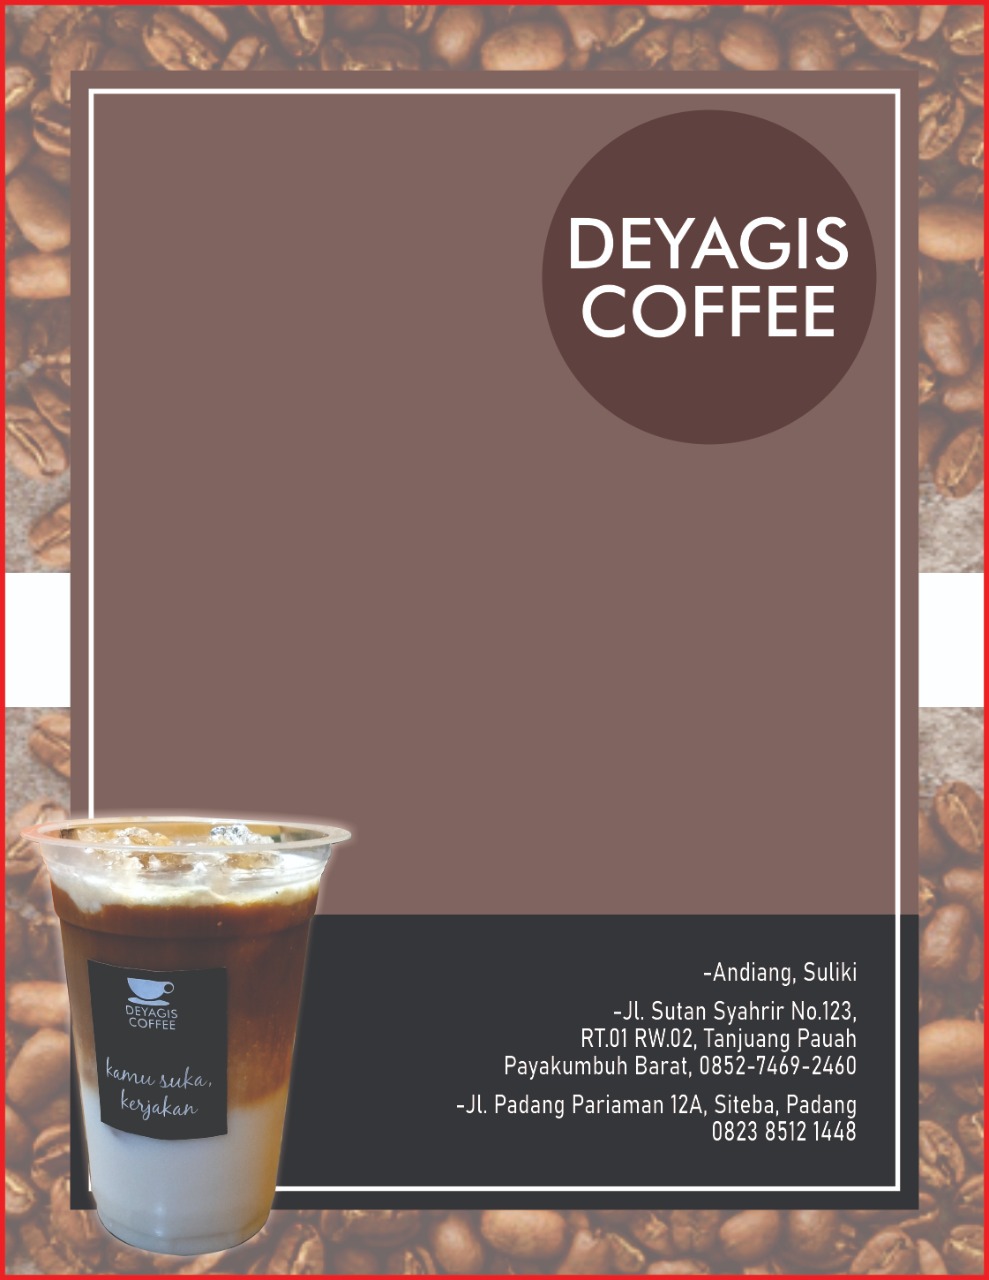 DEYAGIS
COFFEE
-Andiang, Suliki
-Jl. Sutan Syahrir No.123,
RT.01 RW.02, Tanjuang Pauah
Payakumbuh Barat, 0852-7469-2460
-Jl. Padang Pariaman 12A, Siteba, Padang
0823 8512 1448
DEYAGIS
COFFEE
kamu suka,
kerjakan